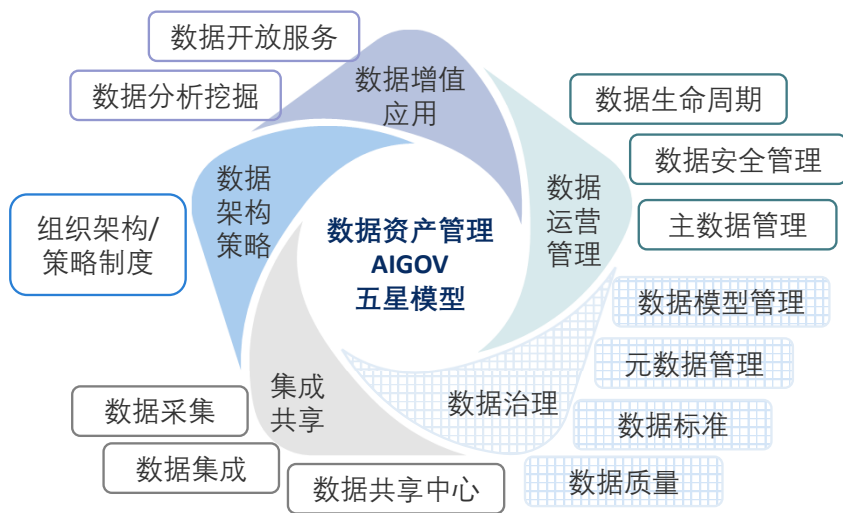 数据开放服务
数据分析挖掘
数据增值
应用
数据生命周期
数据安全管理
主数据管理
数据
运营
管理
数据
架构
策略
组织架构/
策略制度
数据资产管理
AIGOV
五星模型
数据模型管理
元数据管理
数据标准
数据质量
数据治理
集成
共享
数据采集
数据集成
数据共享中心